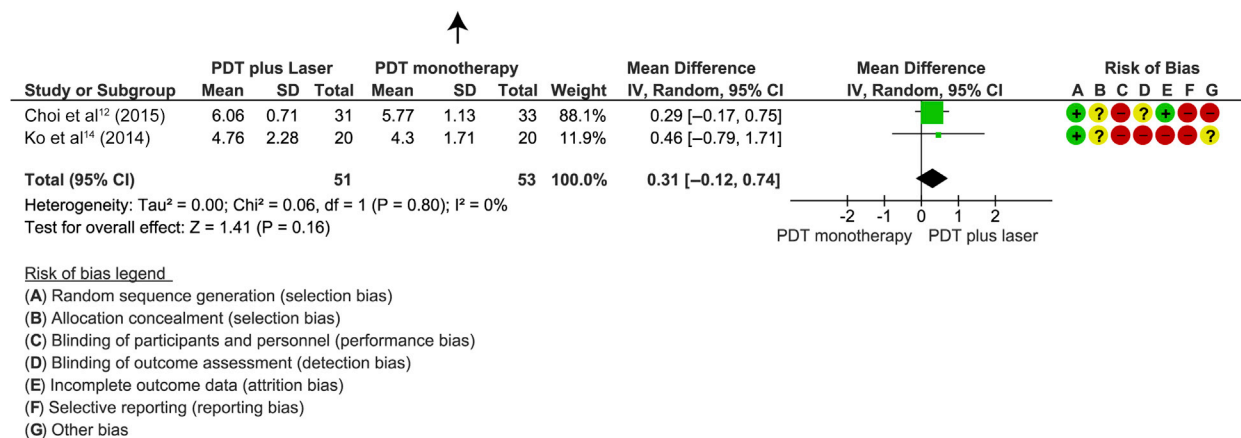 PDT plus Laser PDT monotherapy Mean Difference Mean Difference Risk of Bias
Study or Subgroup Mean SD Total Mean SD Total Weight IV, Random, 95% CI IV, Random, 95% CI A B C D E F G
Choi et al¹² (2015) 6.06 0.71 31 5.77 1.13 33 88.1% 0.29 [–0.17, 0.75] + ? – ? + – –
Ko et al¹⁴ (2014) 4.76 2.28 20 4.3 1.71 20 11.9% 0.46 [–0.79, 1.71] + ? – – – – ?
Total (95% CI) 51 53 100.0% 0.31 [–0.12, 0.74]
Heterogeneity: Tau² = 0.00; Chi² = 0.06, df = 1 (P = 0.80); I² = 0%
Test for overall effect: Z = 1.41 (P = 0.16)
-2 -1 0 1 2
PDT monotherapy PDT plus laser
Risk of bias legend
(A) Random sequence generation (selection bias)
(B) Allocation concealment (selection bias)
(C) Blinding of participants and personnel (performance bias)
(D) Blinding of outcome assessment (detection bias)
(E) Incomplete outcome data (attrition bias)
(F) Selective reporting (reporting bias)
(G) Other bias